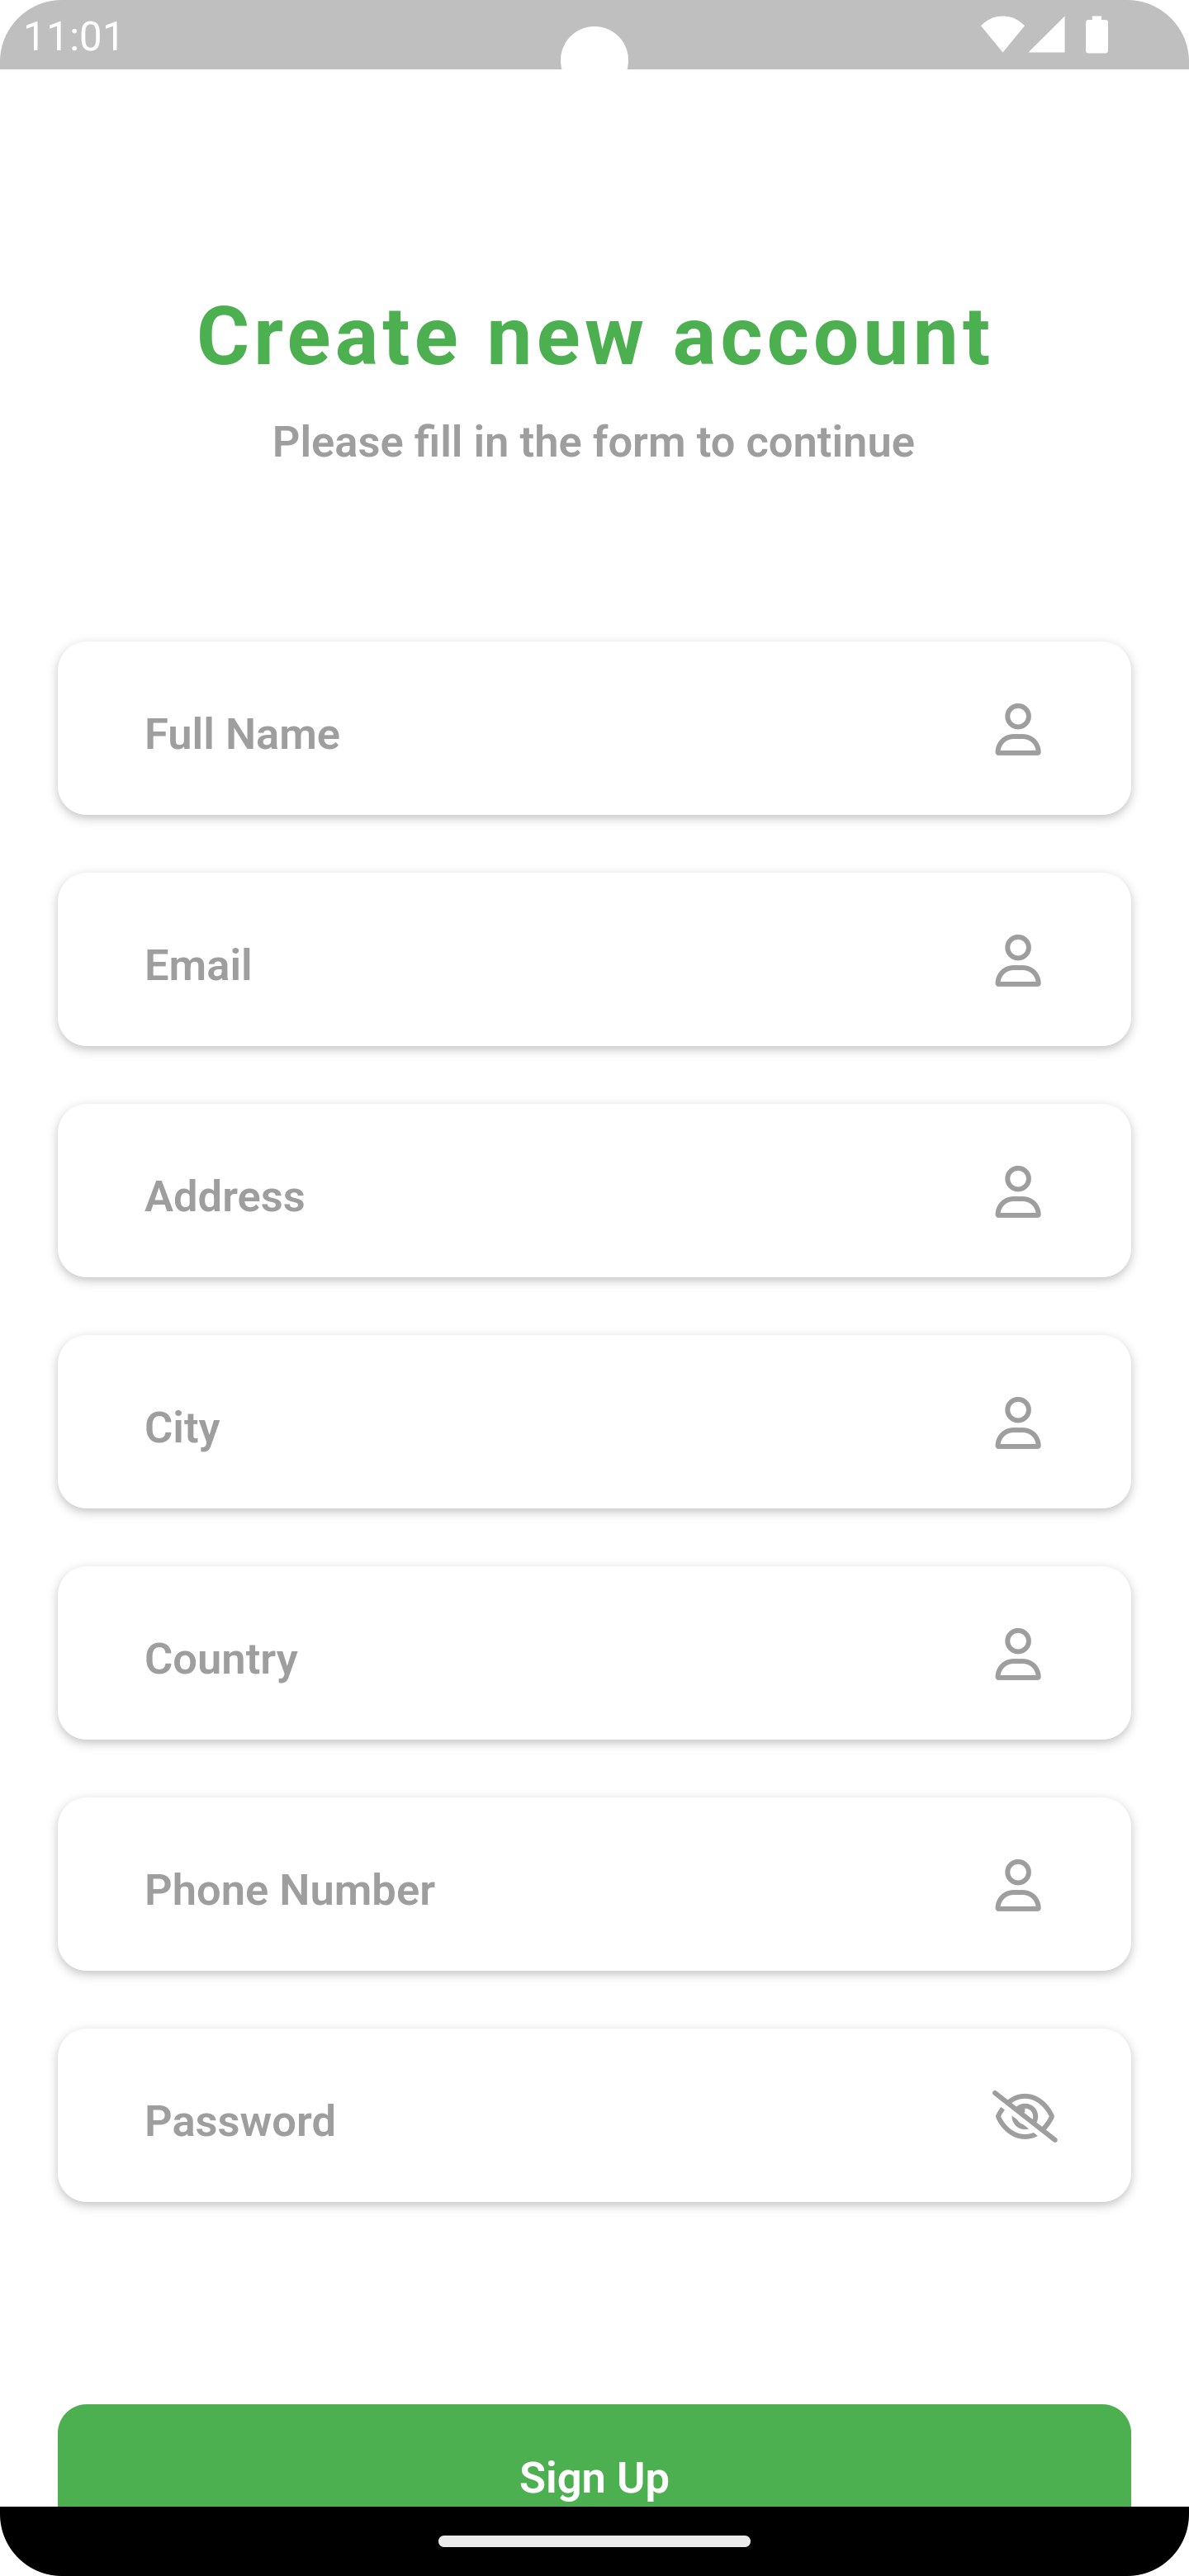 11:01
Create new account
Please fill in the form to continue
Full Name
Email
Address
City
Country
Phone Number
Password
Sign Up